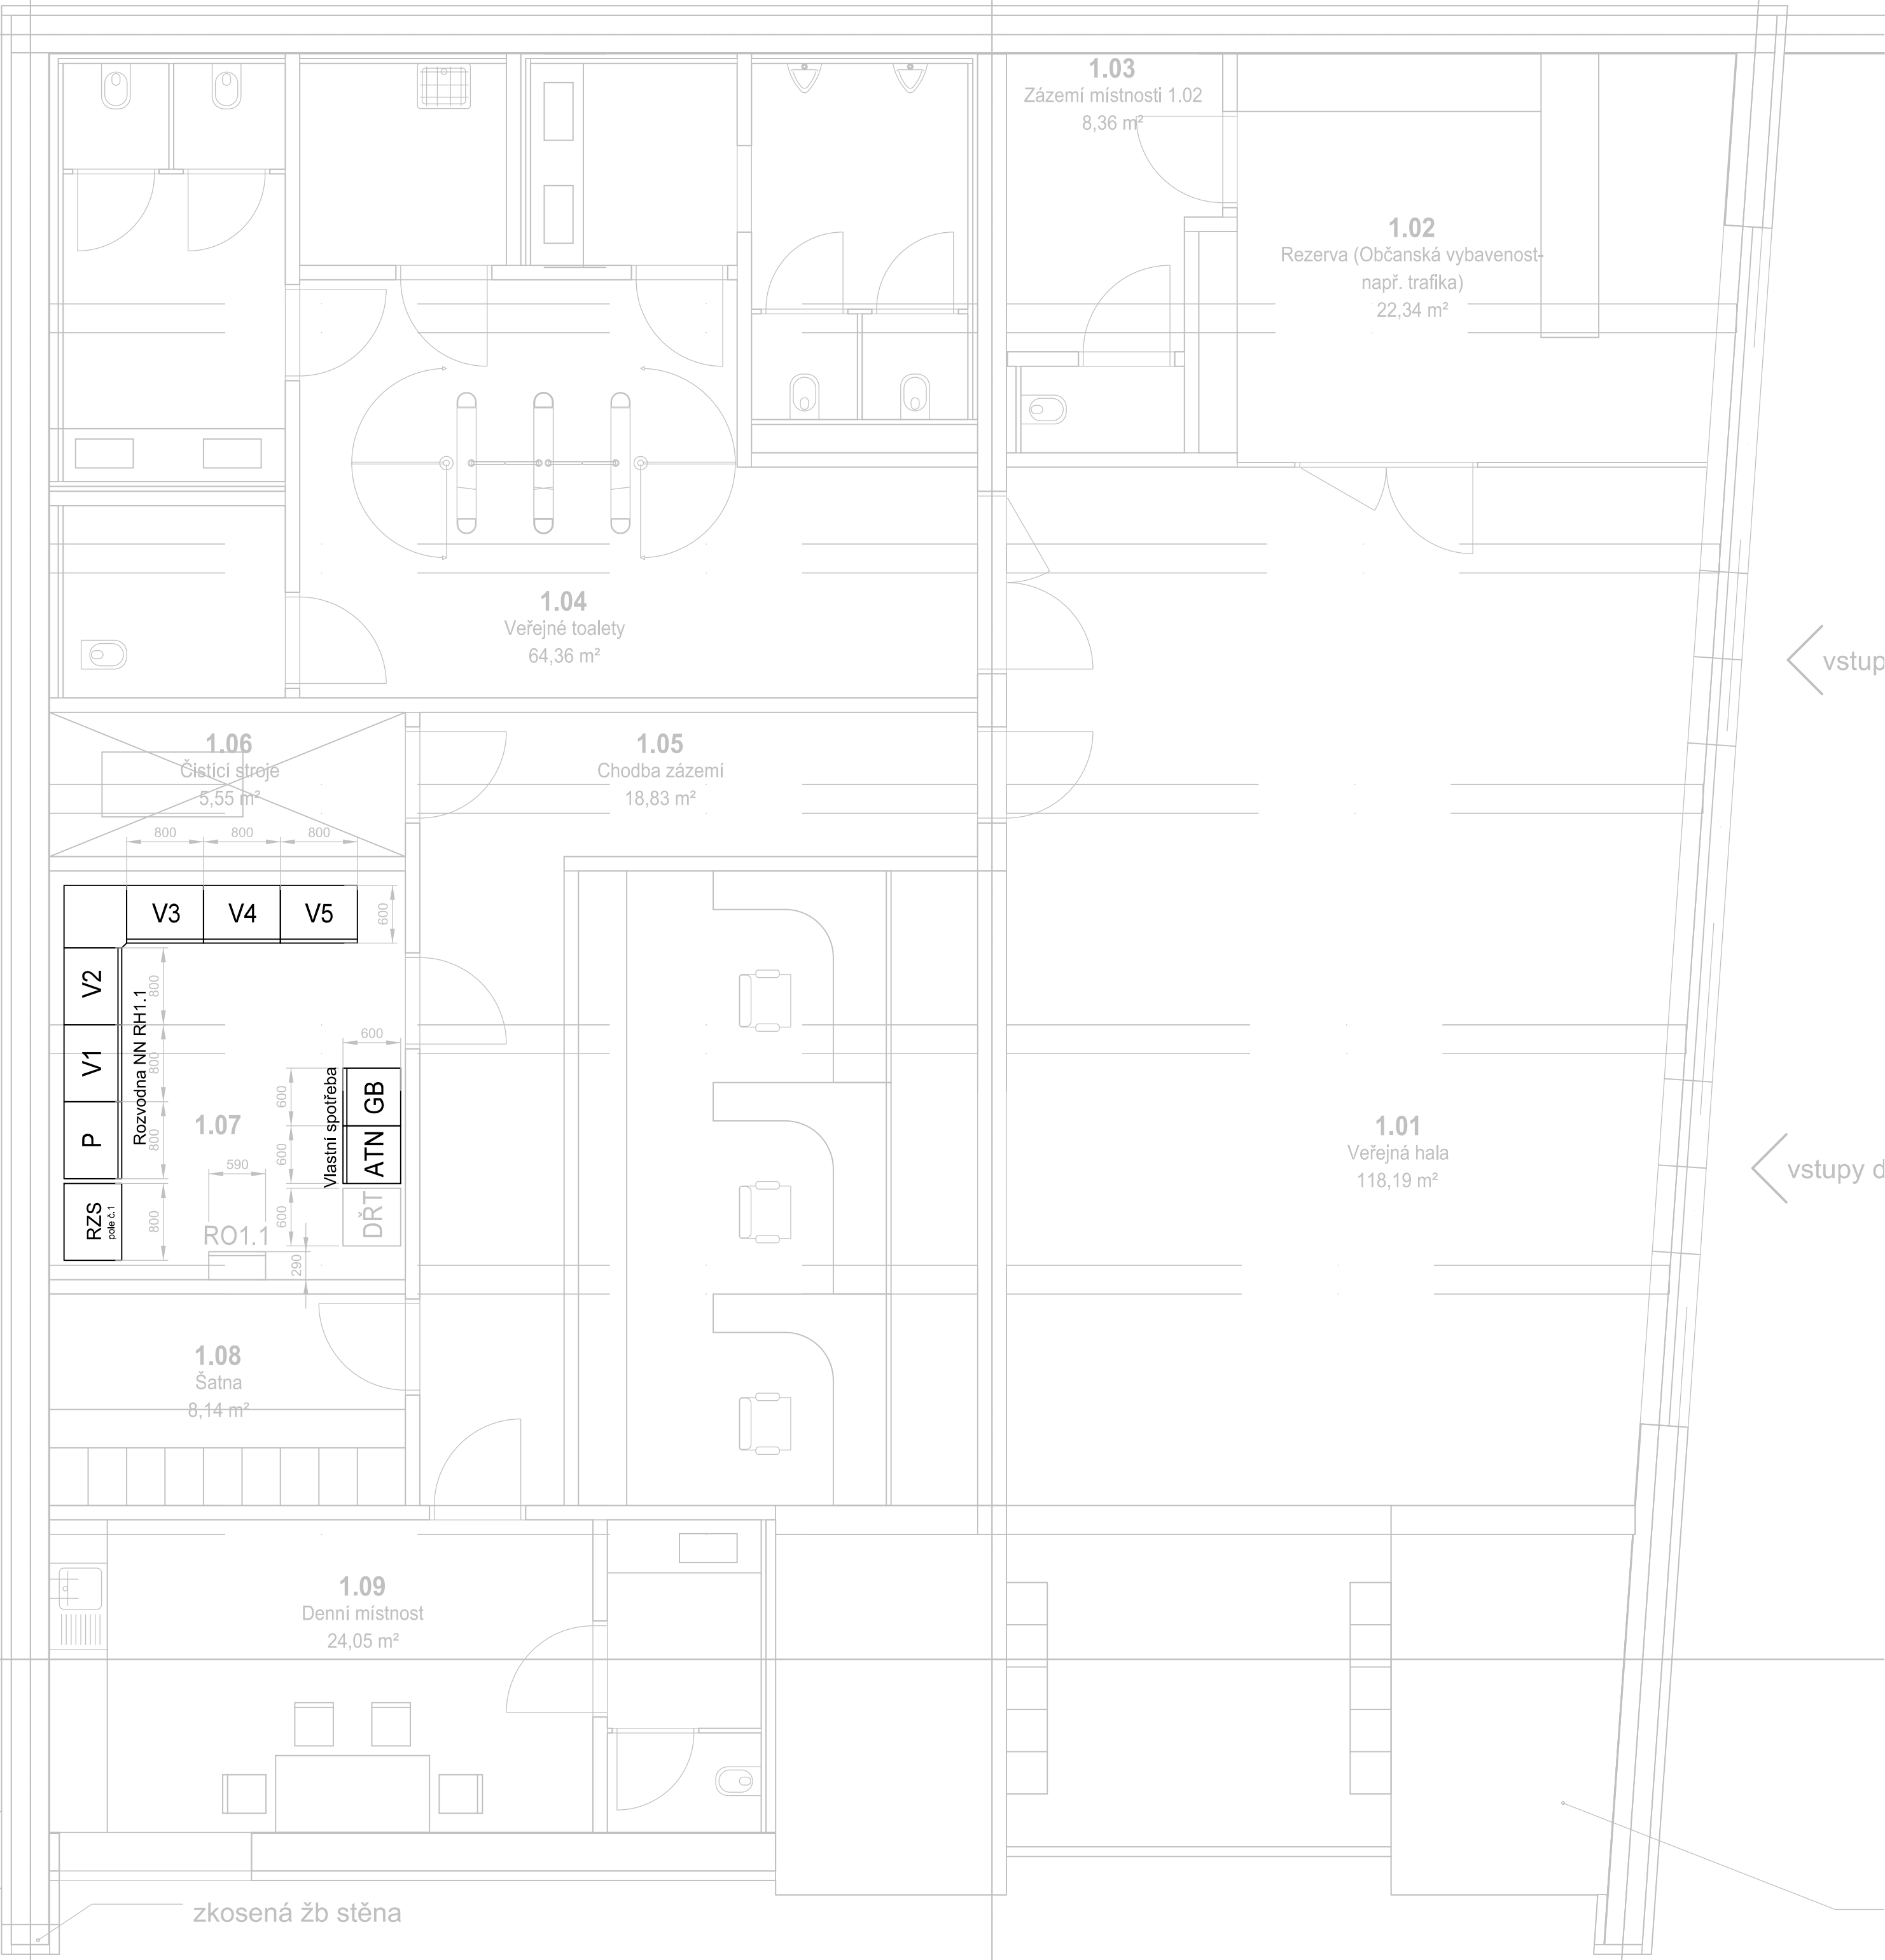 1.03
Zázemí místnosti 1.02
8,36 m²
1.02
Rezerva (Občanská vybavenost-
např. trafika)
22,34 m²
1.04
Veřejné toalety
64,36 m²
vstup
1.06
Čistící stroje
5,55 m²
1.05
Chodba zázemí
18,83 m²
800
800
800
V3
V4
V5
600
V2
800
V1
800
P
800
Rozvodna NN RH1.1
RZS
pole č.1
800
1.07
600
600
600
600
Vlastní spotřeba
GB
ATN
DŘT
590
RO1.1
290
1.01
Veřejná hala
118,19 m²
vstupy d
1.08
Šatna
8,14 m²
1.09
Denní místnost
24,05 m²
zkosená žb stěna